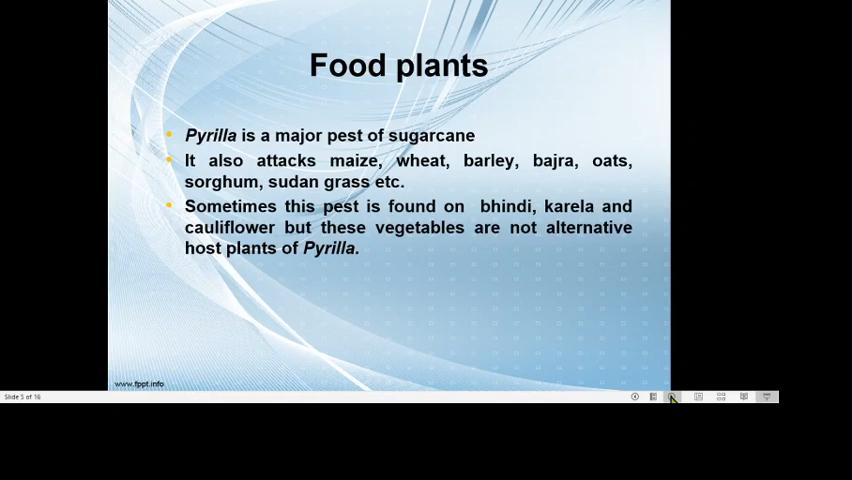 Food plants
Pyrilla is a major pest of sugarcane
It also attacks maize, wheat, barley, bajra, oats,
sorghum, sudan grass etc.
Sometimes this pest is found on bhindi, karela and
cauliflower but these vegetables are not alternative
host plants of Pyrilla.
www.fppt.info
Slide 5 of 16